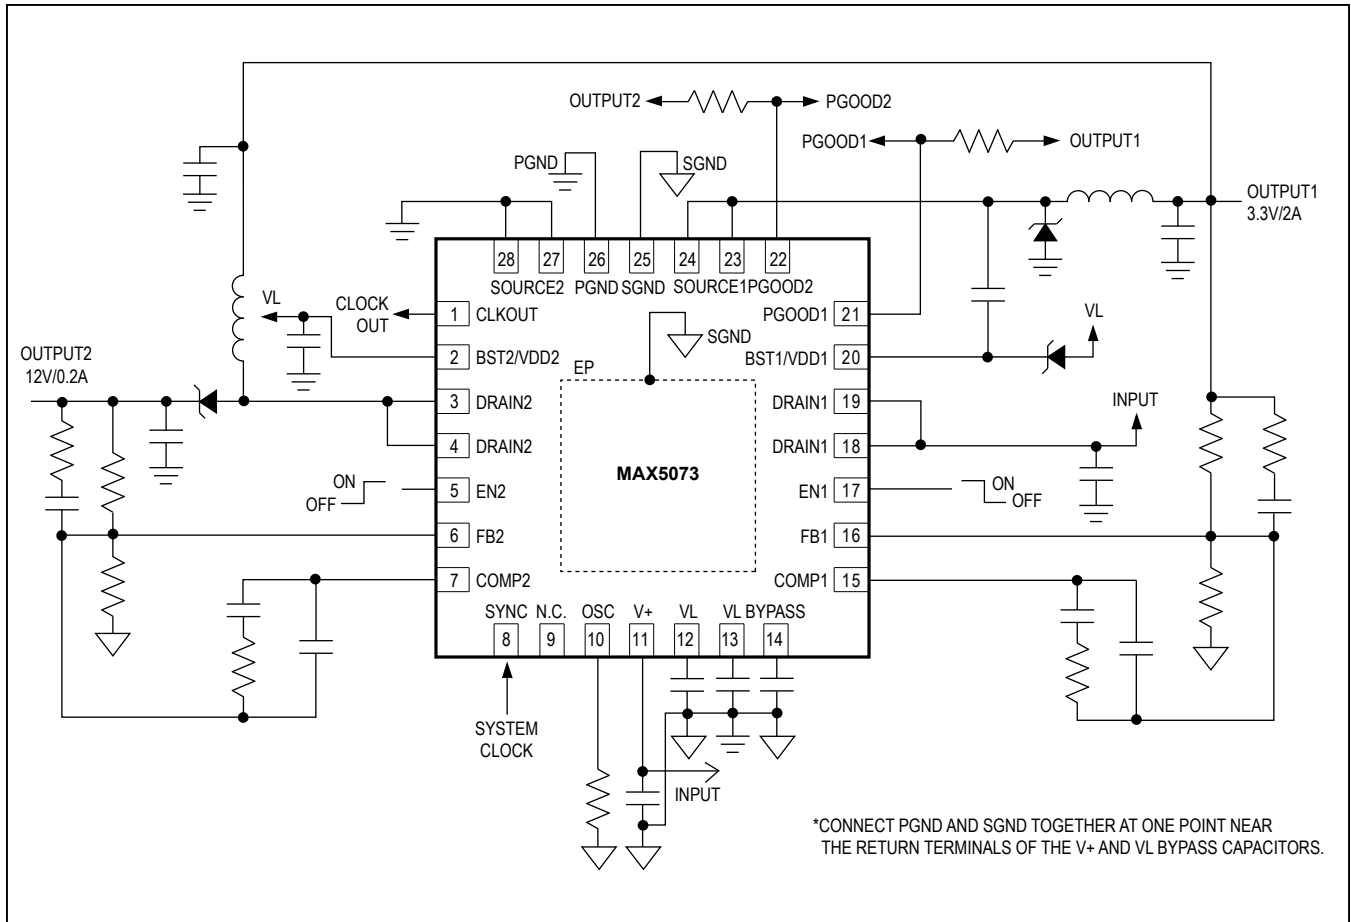 OUTPUT2
PGOOD2
PGOOD1
OUTPUT1
PGND
SGND
OUTPUT1
3.3V/2A
28
27
26
25
24
23
22
SOURCE2
PGND
SGND
SOURCE1
PGOOD2
VL
CLOCK
OUT
1
CLKOUT
SGND
PGOOD1
21
VL
2
BST2/VDD2
BST1/VDD1
20
OUTPUT2
12V/0.2A
EP
3
DRAIN2
DRAIN1
19
INPUT
4
DRAIN2
DRAIN1
18
MAX5073
ON
OFF
5
EN2
EN1
17
ON
OFF
6
FB2
FB1
16
7
COMP2
COMP1
15
SYNC
N.C.
OSC
V+
VL
VL
BYPASS
8
9
10
11
12
13
14
SYSTEM
CLOCK
INPUT
*CONNECT PGND AND SGND TOGETHER AT ONE POINT NEAR
THE RETURN TERMINALS OF THE V+ AND VL BYPASS CAPACITORS.